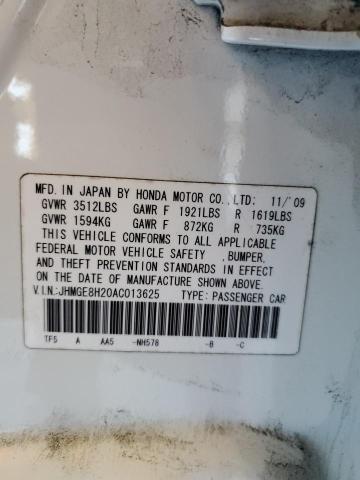 MFD. IN JAPAN BY HONDA MOTOR CO.,LTD: 11/'09
GVWR 3512LBS GAWR F 1921LBS R 1619LBS
GVWR 1594KG GAWR F 872KG R 735KG
THIS VEHICLE CONFORMS TO ALL APPLICABLE
FEDERAL MOTOR VEHICLE SAFETY ,BUMPER,
AND THEFT PREVENTION STANDARDS IN EFFECT
ON THE DATE OF MANUFACTURE SHOWN ABOVE.
V.I.N:JHMGE8H20AC013625 TYPE: PASSENGER CAR
TF5 A AA5 -NH578 -B -C